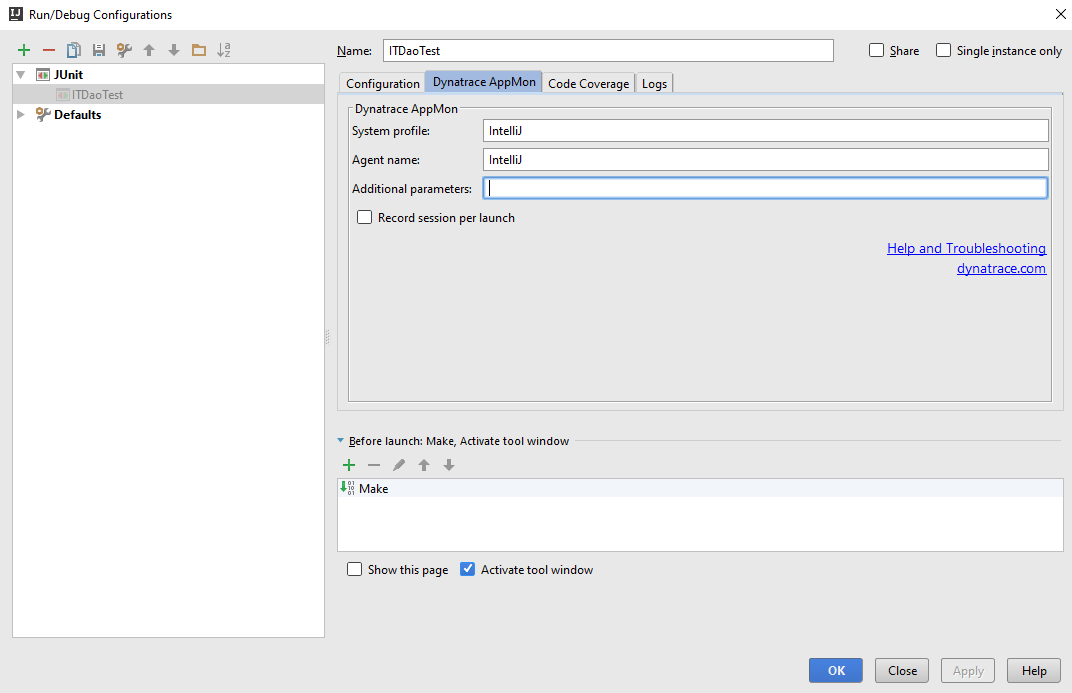 Run/Debug Configurations
JUnit
ITDaoTest
Defaults
Name: ITDaoTest Share Single instance only
Configuration Dynatrace AppMon Code Coverage Logs
Dynatrace AppMon
System profile: IntelliJ
Agent name: IntelliJ
Additional parameters:
Record session per launch
Help and Troubleshooting
dynatrace.com
Before launch: Make, Activate tool window
Make
Show this page Activate tool window
OK Close Apply Help